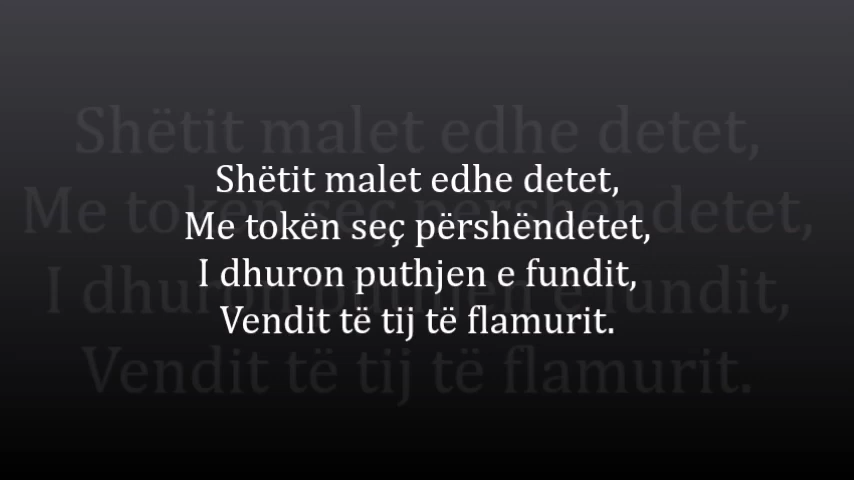 Shëtit malet edhe detet,
Me tokën seç përshëndetet,
I dhuron puthjen e fundit,
Vendit të tij të flamurit.